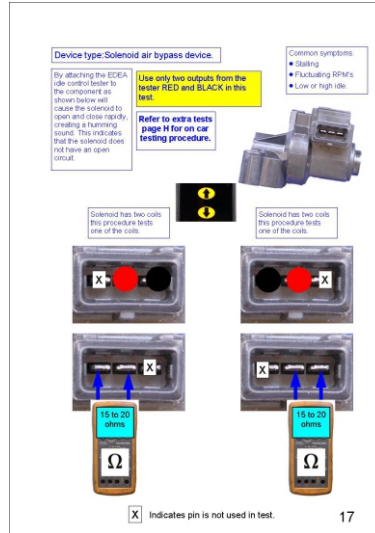 Device type:Solenoid air bypass device.
Common symptoms:
● Stalling
● Fluctuating RPM's
● Low or high idle.
By attaching the EDEA
idle control tester to
the component as
shown below will
cause the solenoid to
open and close rapidly,
creating a humming
sound. This indicates
that the solenoid does
not have an open
circuit.
Use only two outputs from the
tester RED and BLACK in this
test.
Refer to extra tests
page H for on car
testing procedure.
Solenoid has two coils
this procedure tests
one of the coils.
Solenoid has two coils
this procedure tests
one of the coils.
X
X
X
X
15 to 20
ohms
Ω
15 to 20
ohms
Ω
X Indicates pin is not used in test.
17